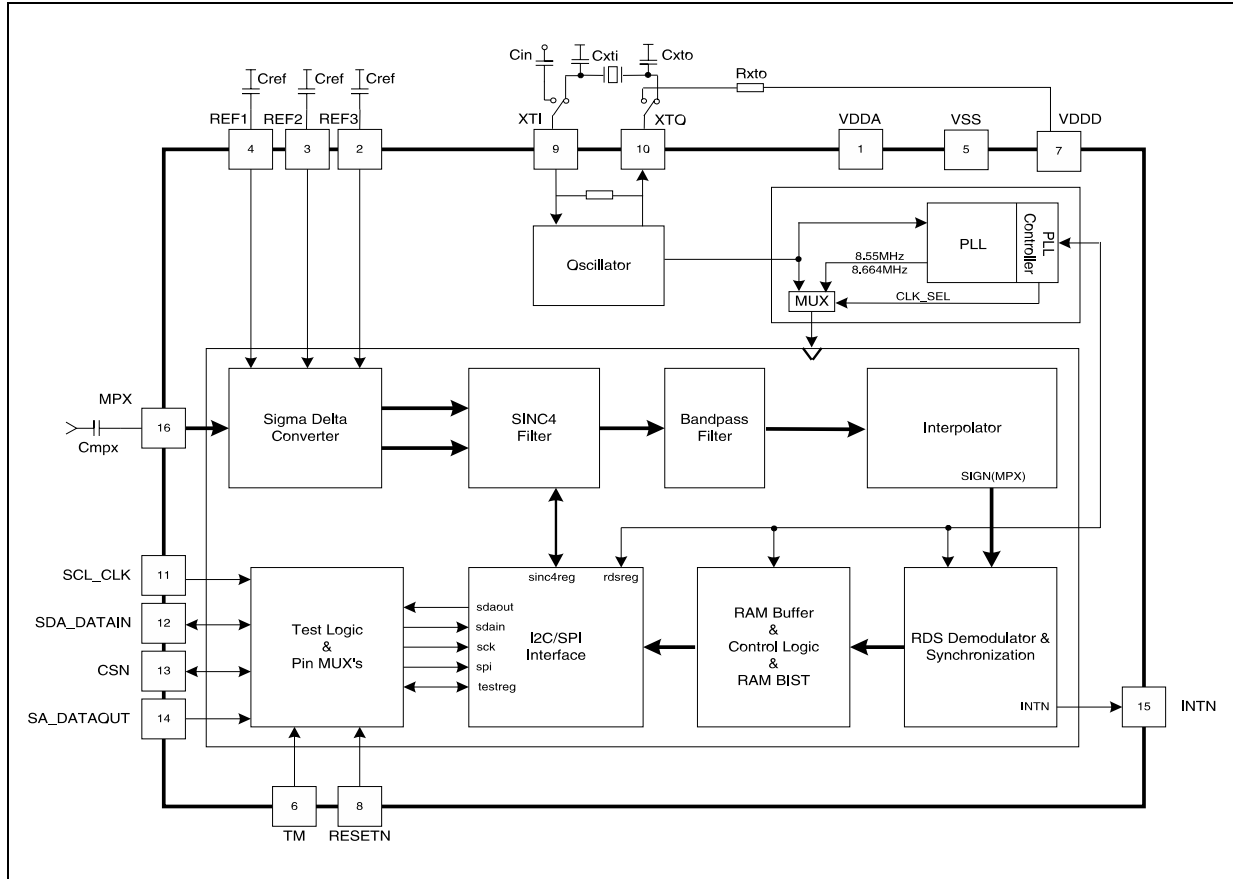 Cin
Cxti
Cxto
Cref
Cref
Cref
Rxto
REF1
REF2
REF3
XTI
XTO
VDDA
VSS
VDDD
4
3
2
9
10
1
5
7
Oscillator
PLL
PLL
Controller
8.55MHz
8.664MHz
MUX
CLK_SEL
MPX
16
Cmpx
Sigma Delta
Converter
SINC4
Filter
Bandpass
Filter
Interpolator
SIGN(MPX)
SCL_CLK
11
SDA_DATAIN
12
CSN
13
SA_DATAOUT
14
Test Logic
&
Pin MUX's
sinc4reg
rdsreg
sdaout
sdain
sck
spi
testreg
I2C/SPI
Interface
RAM Buffer
&
Control Logic
&
RAM BIST
RDS Demodulator &
Synchronization
INTN
15
INTN
6
8
TM
RESETN